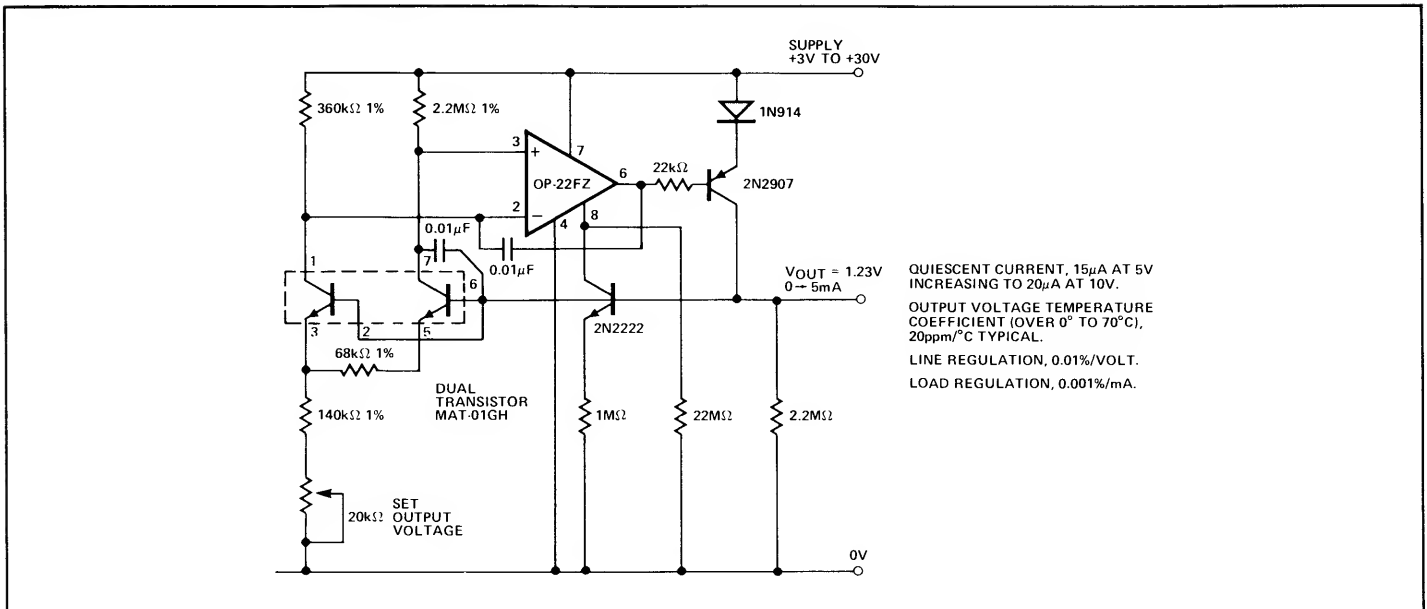 SUPPLY
+3V TO +30V
360kΩ 1%
2.2MΩ 1%
1N914
3
+
7
OP-22FZ
6
22kΩ
2N2907
2
−
8
4
0.01μF
0.01μF
1
7
6
3
2
5
2N2222
VOUT = 1.23V
0→5mA
68kΩ 1%
DUAL
TRANSISTOR
MAT-01GH
140kΩ 1%
1MΩ
22MΩ
2.2MΩ
20kΩ
SET
OUTPUT
VOLTAGE
0V
QUIESCENT CURRENT, 15μA AT 5V
INCREASING TO 20μA AT 10V.
OUTPUT VOLTAGE TEMPERATURE
COEFFICIENT (OVER 0° TO 70°C),
20ppm/°C TYPICAL.
LINE REGULATION, 0.01%/VOLT.
LOAD REGULATION, 0.001%/mA.